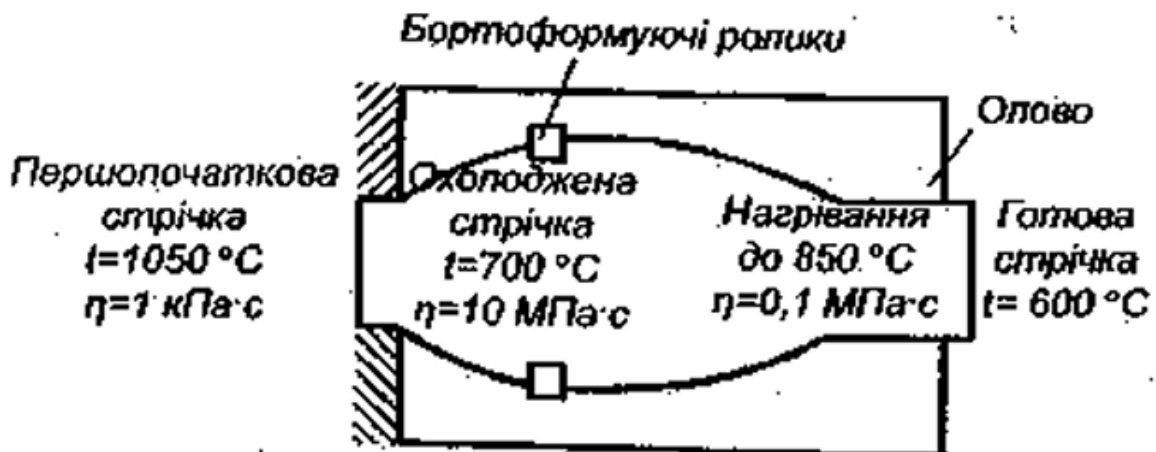 Бортоформуючі ролики
Олово
Першопочаткова
стрічка
t=1050 °C
η=1 кПа·с
Охолоджена
стрічка
t=700 °C
η=10 МПа·с
Нагрівання
до 850 °C
η=0,1 МПа·с
Готова
стрічка
t= 600 °C